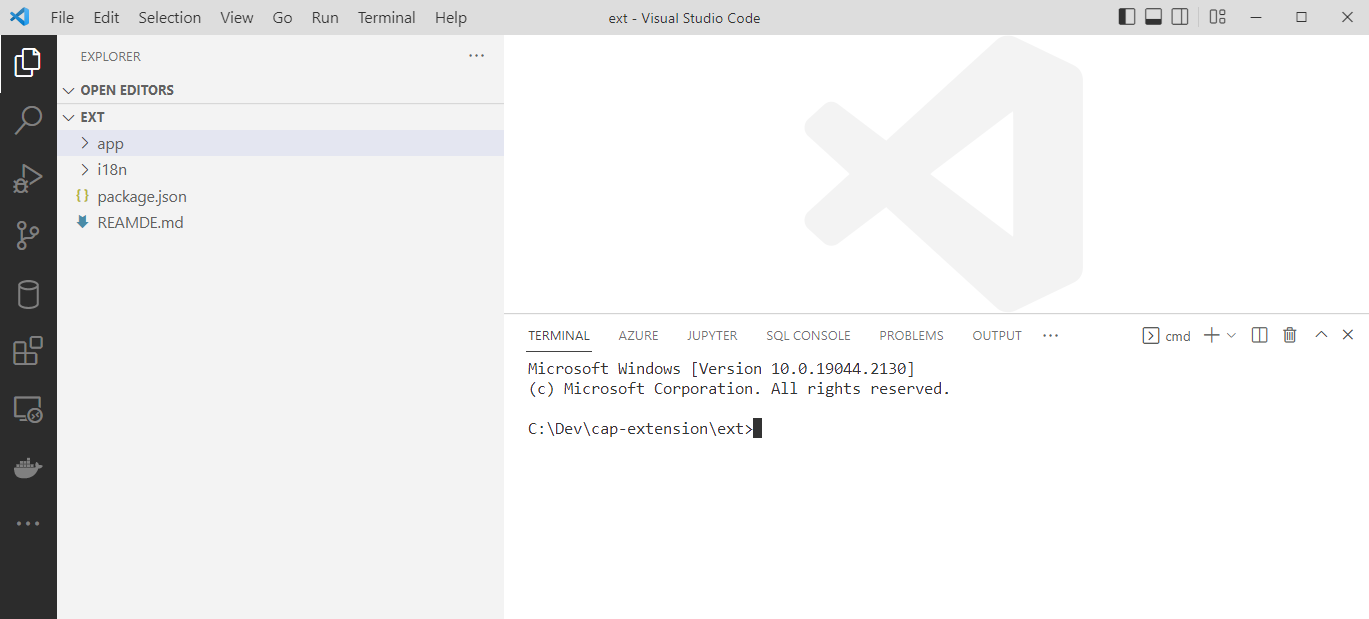 File Edit Selection View Go Run Terminal Help
ext - Visual Studio Code
EXPLORER
OPEN EDITORS
EXT
app
i18n
{} package.json
REAMDE.md
TERMINAL AZURE JUPYTER SQL CONSOLE PROBLEMS OUTPUT
cmd
Microsoft Windows [Version 10.0.19044.2130]
(c) Microsoft Corporation. All rights reserved.
C:\Dev\cap-extension\ext>